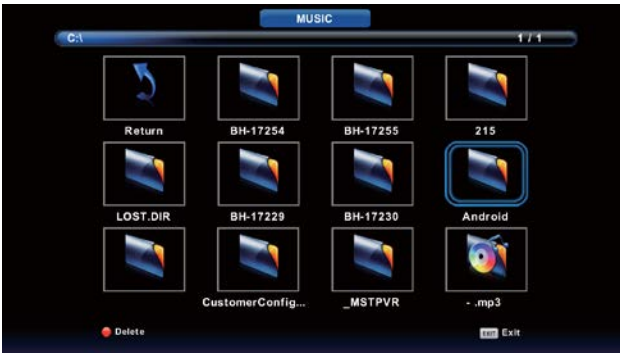 MUSIC
C:\ 1 / 1
Return BH-17254 BH-17255 215
LOST.DIR BH-17229 BH-17230 Android
CustomerConfig... _MSTPVR - .mp3
Delete EXIT Exit